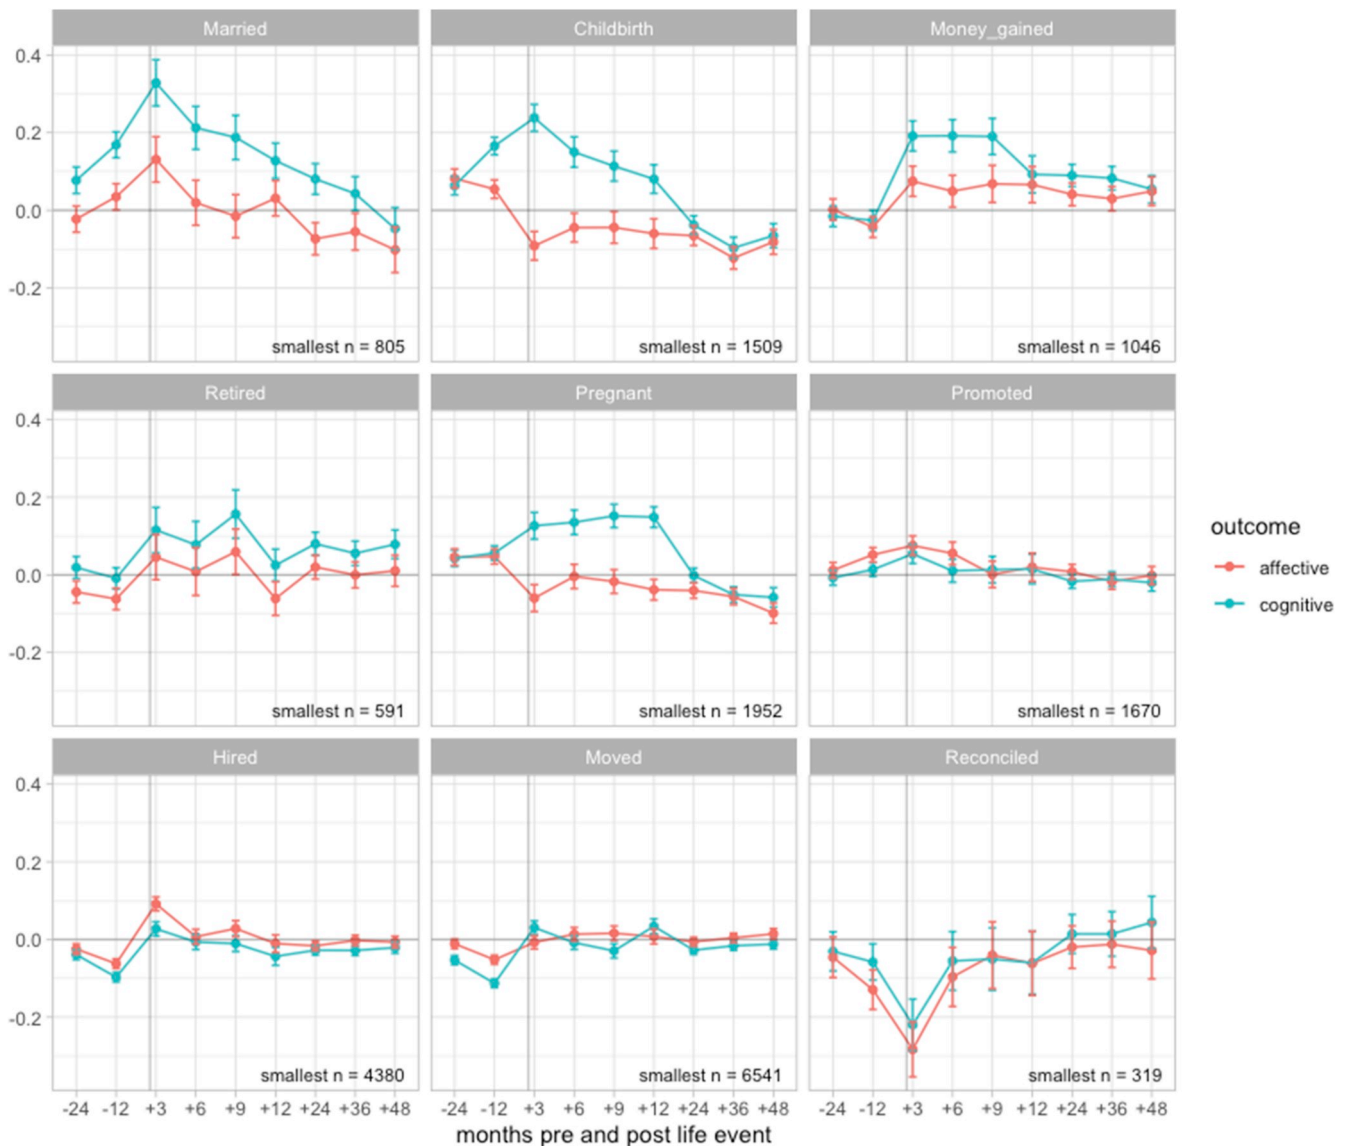 Married Childbirth Money_gained
0.4
0.2
0.0
-0.2
smallest n = 805 smallest n = 1509 smallest n = 1046
Retired Pregnant Promoted
0.4
0.2
0.0
-0.2
smallest n = 591 smallest n = 1952 smallest n = 1670
outcome
affective
cognitive
Hired Moved Reconciled
0.4
0.2
0.0
-0.2
smallest n = 4380 smallest n = 6541 smallest n = 319
-24 -12 +3 +6 +9 +12 +24 +36 +48 -24 -12 +3 +6 +9 +12 +24 +36 +48 -24 -12 +3 +6 +9 +12 +24 +36 +48
months pre and post life event